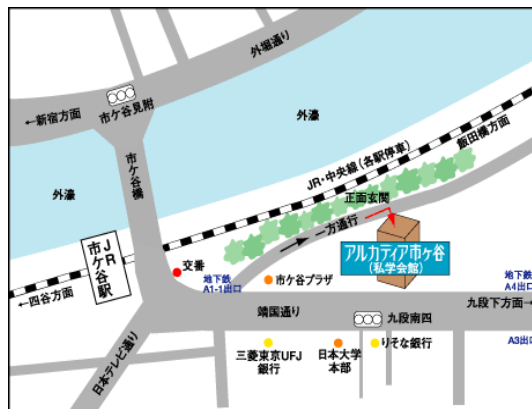 外堀通り
←新宿方面
市ケ谷見附
外濠
飯田橋方面
JR・中央線(各駅停車)
市ケ谷橋
外濠
正面玄関
一方通行
アルカディア市ケ谷
(私学会館)
JR
市ケ谷駅
交番
地下鉄
A1-1出口
市ケ谷プラザ
地下鉄
A4出口
←四谷方面
靖国通り
九段南四
九段下方面→
日本テレビ通り
三菱東京UFJ
銀行
日本大学
本部
りそな銀行
A3出口